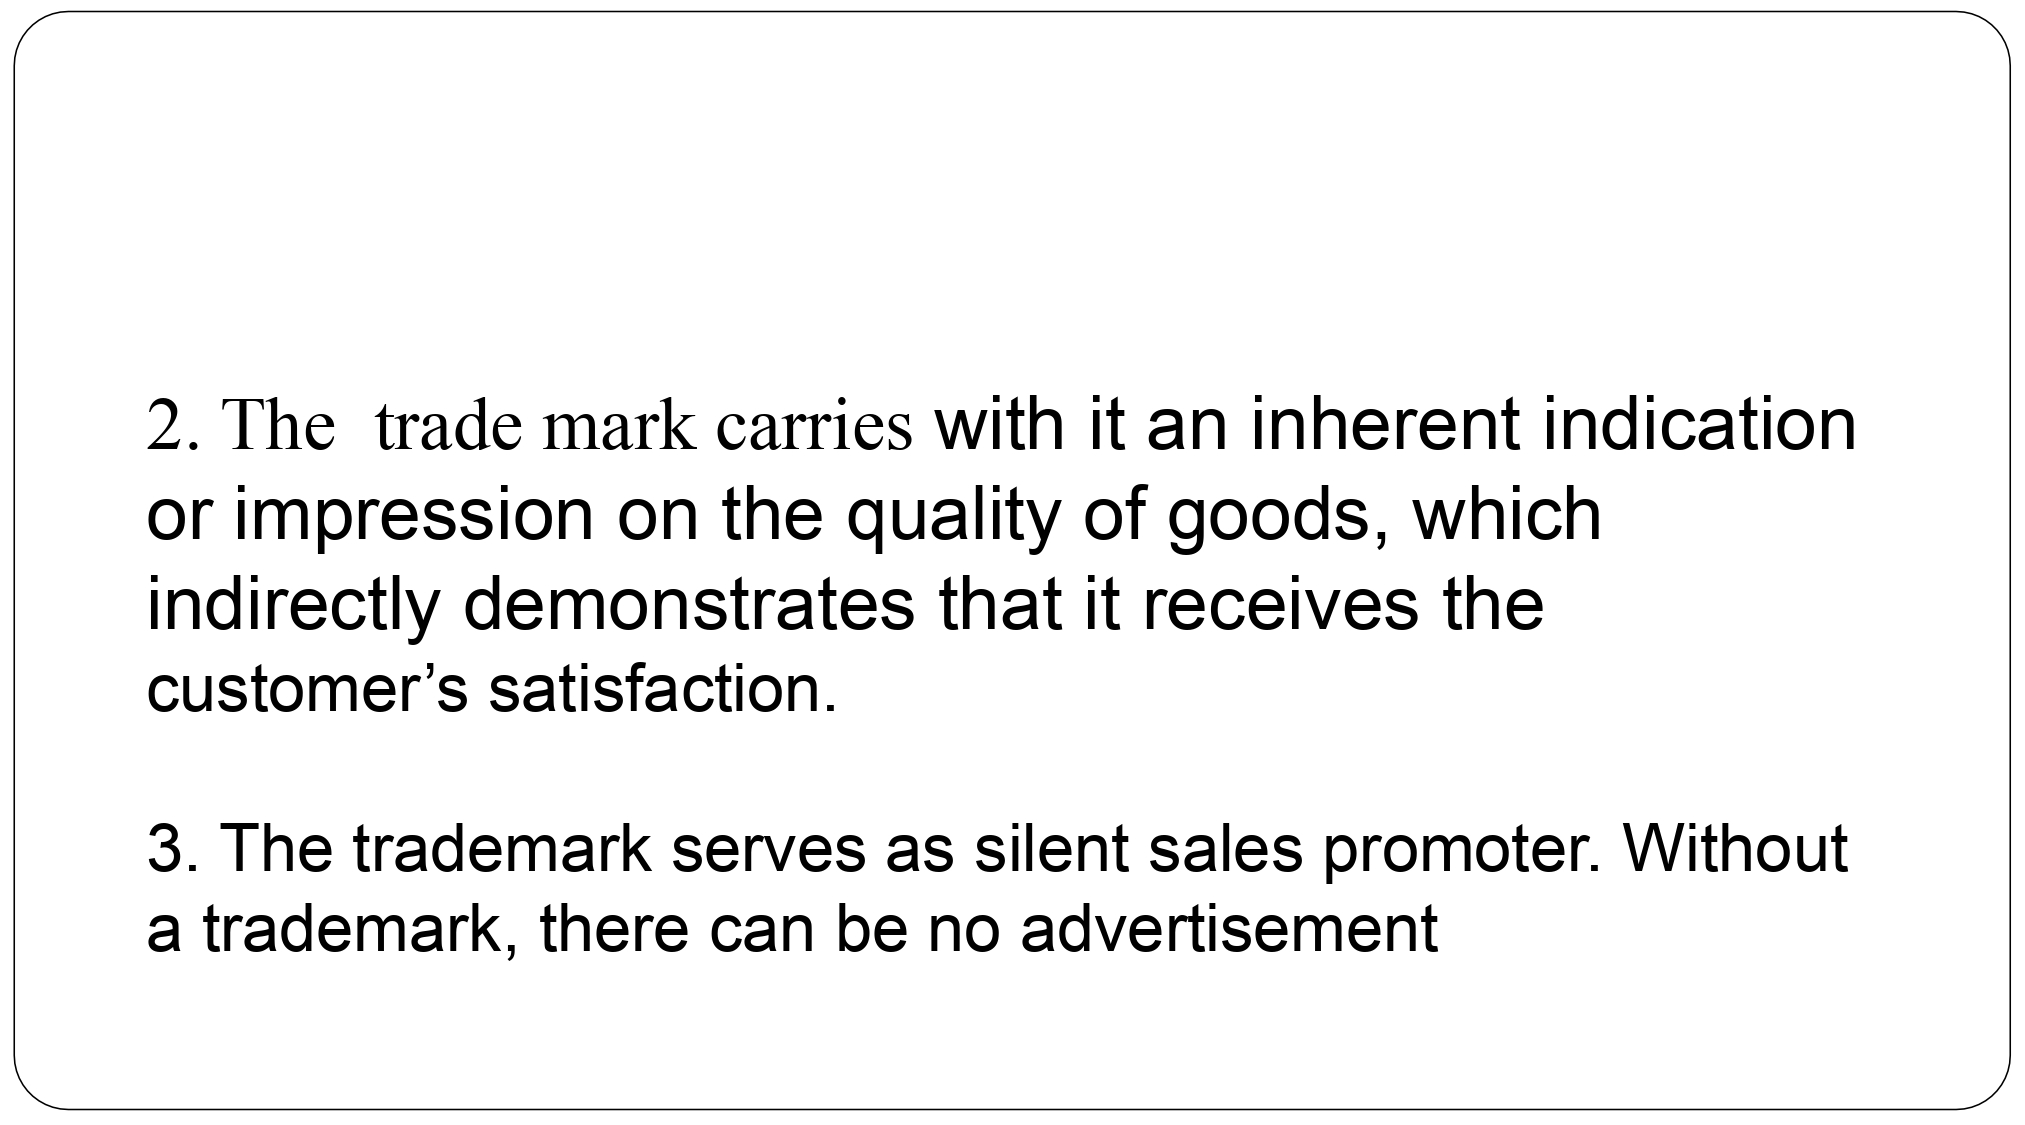 2. The  trade mark carries with it an inherent indication
or impression on the quality of goods, which
indirectly demonstrates that it receives the
customer’s satisfaction.
3. The trademark serves as silent sales promoter. Without
a trademark, there can be no advertisement